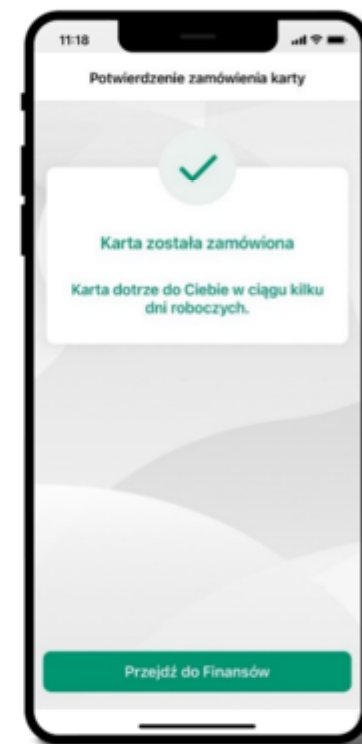 11:18
Potwierdzenie zamówienia karty
Karta została zamówiona
Karta dotrze do Ciebie w ciągu kilku
dni roboczych.
Przejdź do Finansów